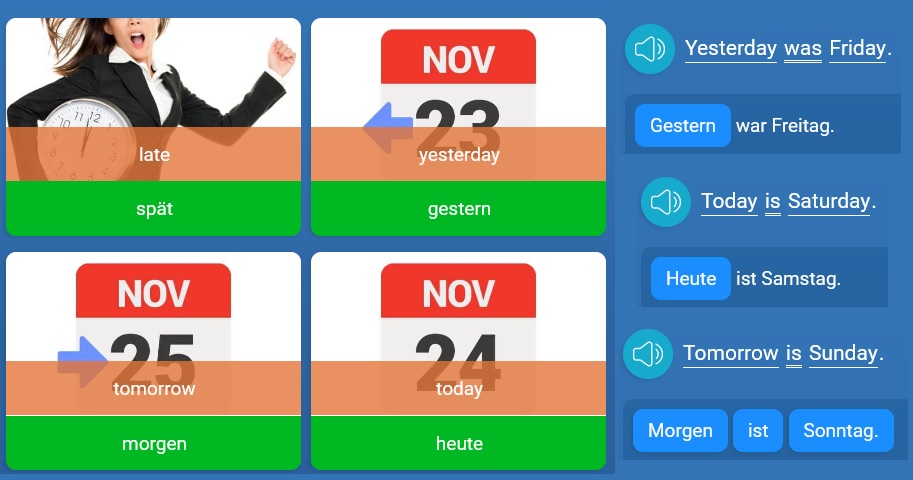 late
spät
NOV
23
yesterday
gestern
NOV
25
tomorrow
morgen
NOV
24
today
heute
Yesterday was Friday.
Gestern war Freitag.
Today is Saturday.
Heute ist Samstag.
Tomorrow is Sunday.
Morgen ist Sonntag.